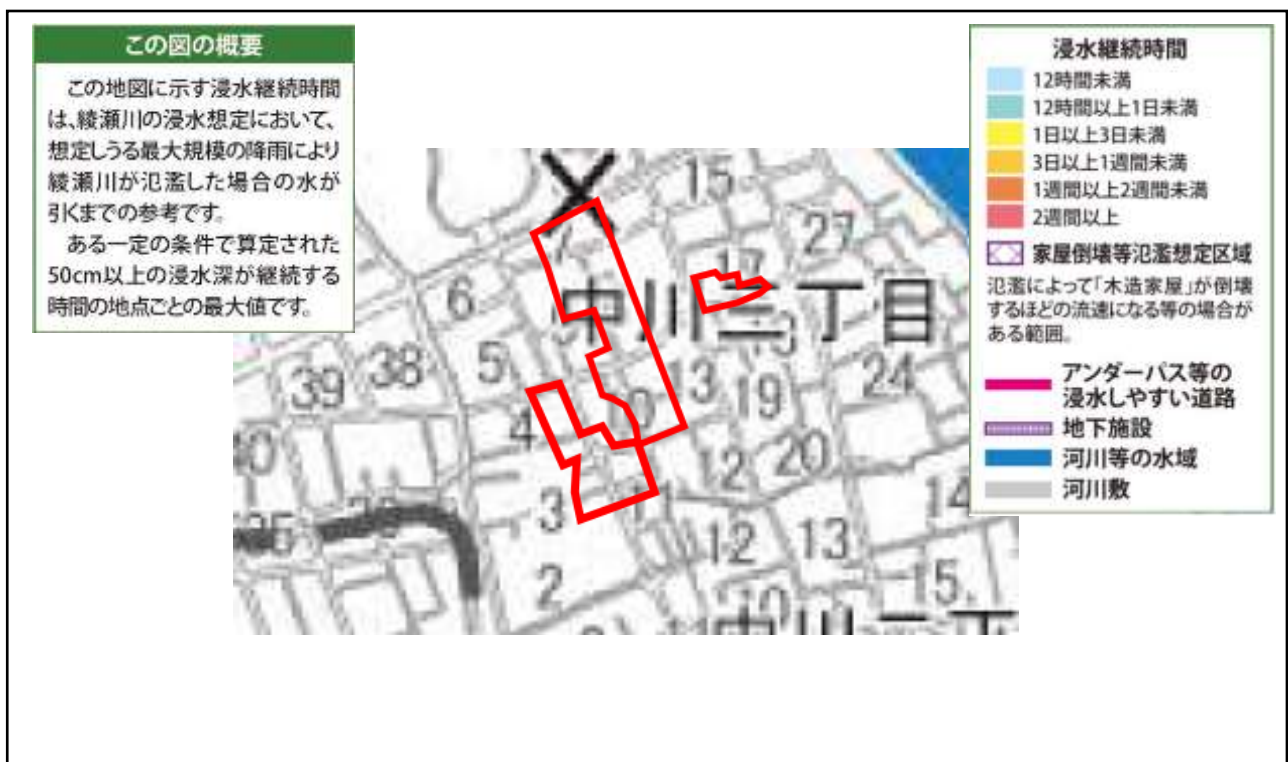 この図の概要
この地図に示す浸水継続時間
は、綾瀬川の浸水想定において、
想定しうる最大規模の降雨により
綾瀬川が氾濫した場合の水が
引くまでの参考です。
ある一定の条件で算定された
50cm以上の浸水深が継続する
時間の地点ごとの最大値です。
浸水継続時間
12時間未満
12時間以上1日未満
1日以上3日未満
3日以上1週間未満
1週間以上2週間未満
2週間以上
家屋倒壊等氾濫想定区域
氾濫によって「木造家屋」が倒壊
するほどの流速になる等の場合が
ある範囲。
アンダーパス等の
浸水しやすい道路
地下施設
河川等の水域
河川敷
15
27
17
6
中川三丁目
39
38
5
13
19
24
4
10
12
20
3
11
14
12
13
2
15